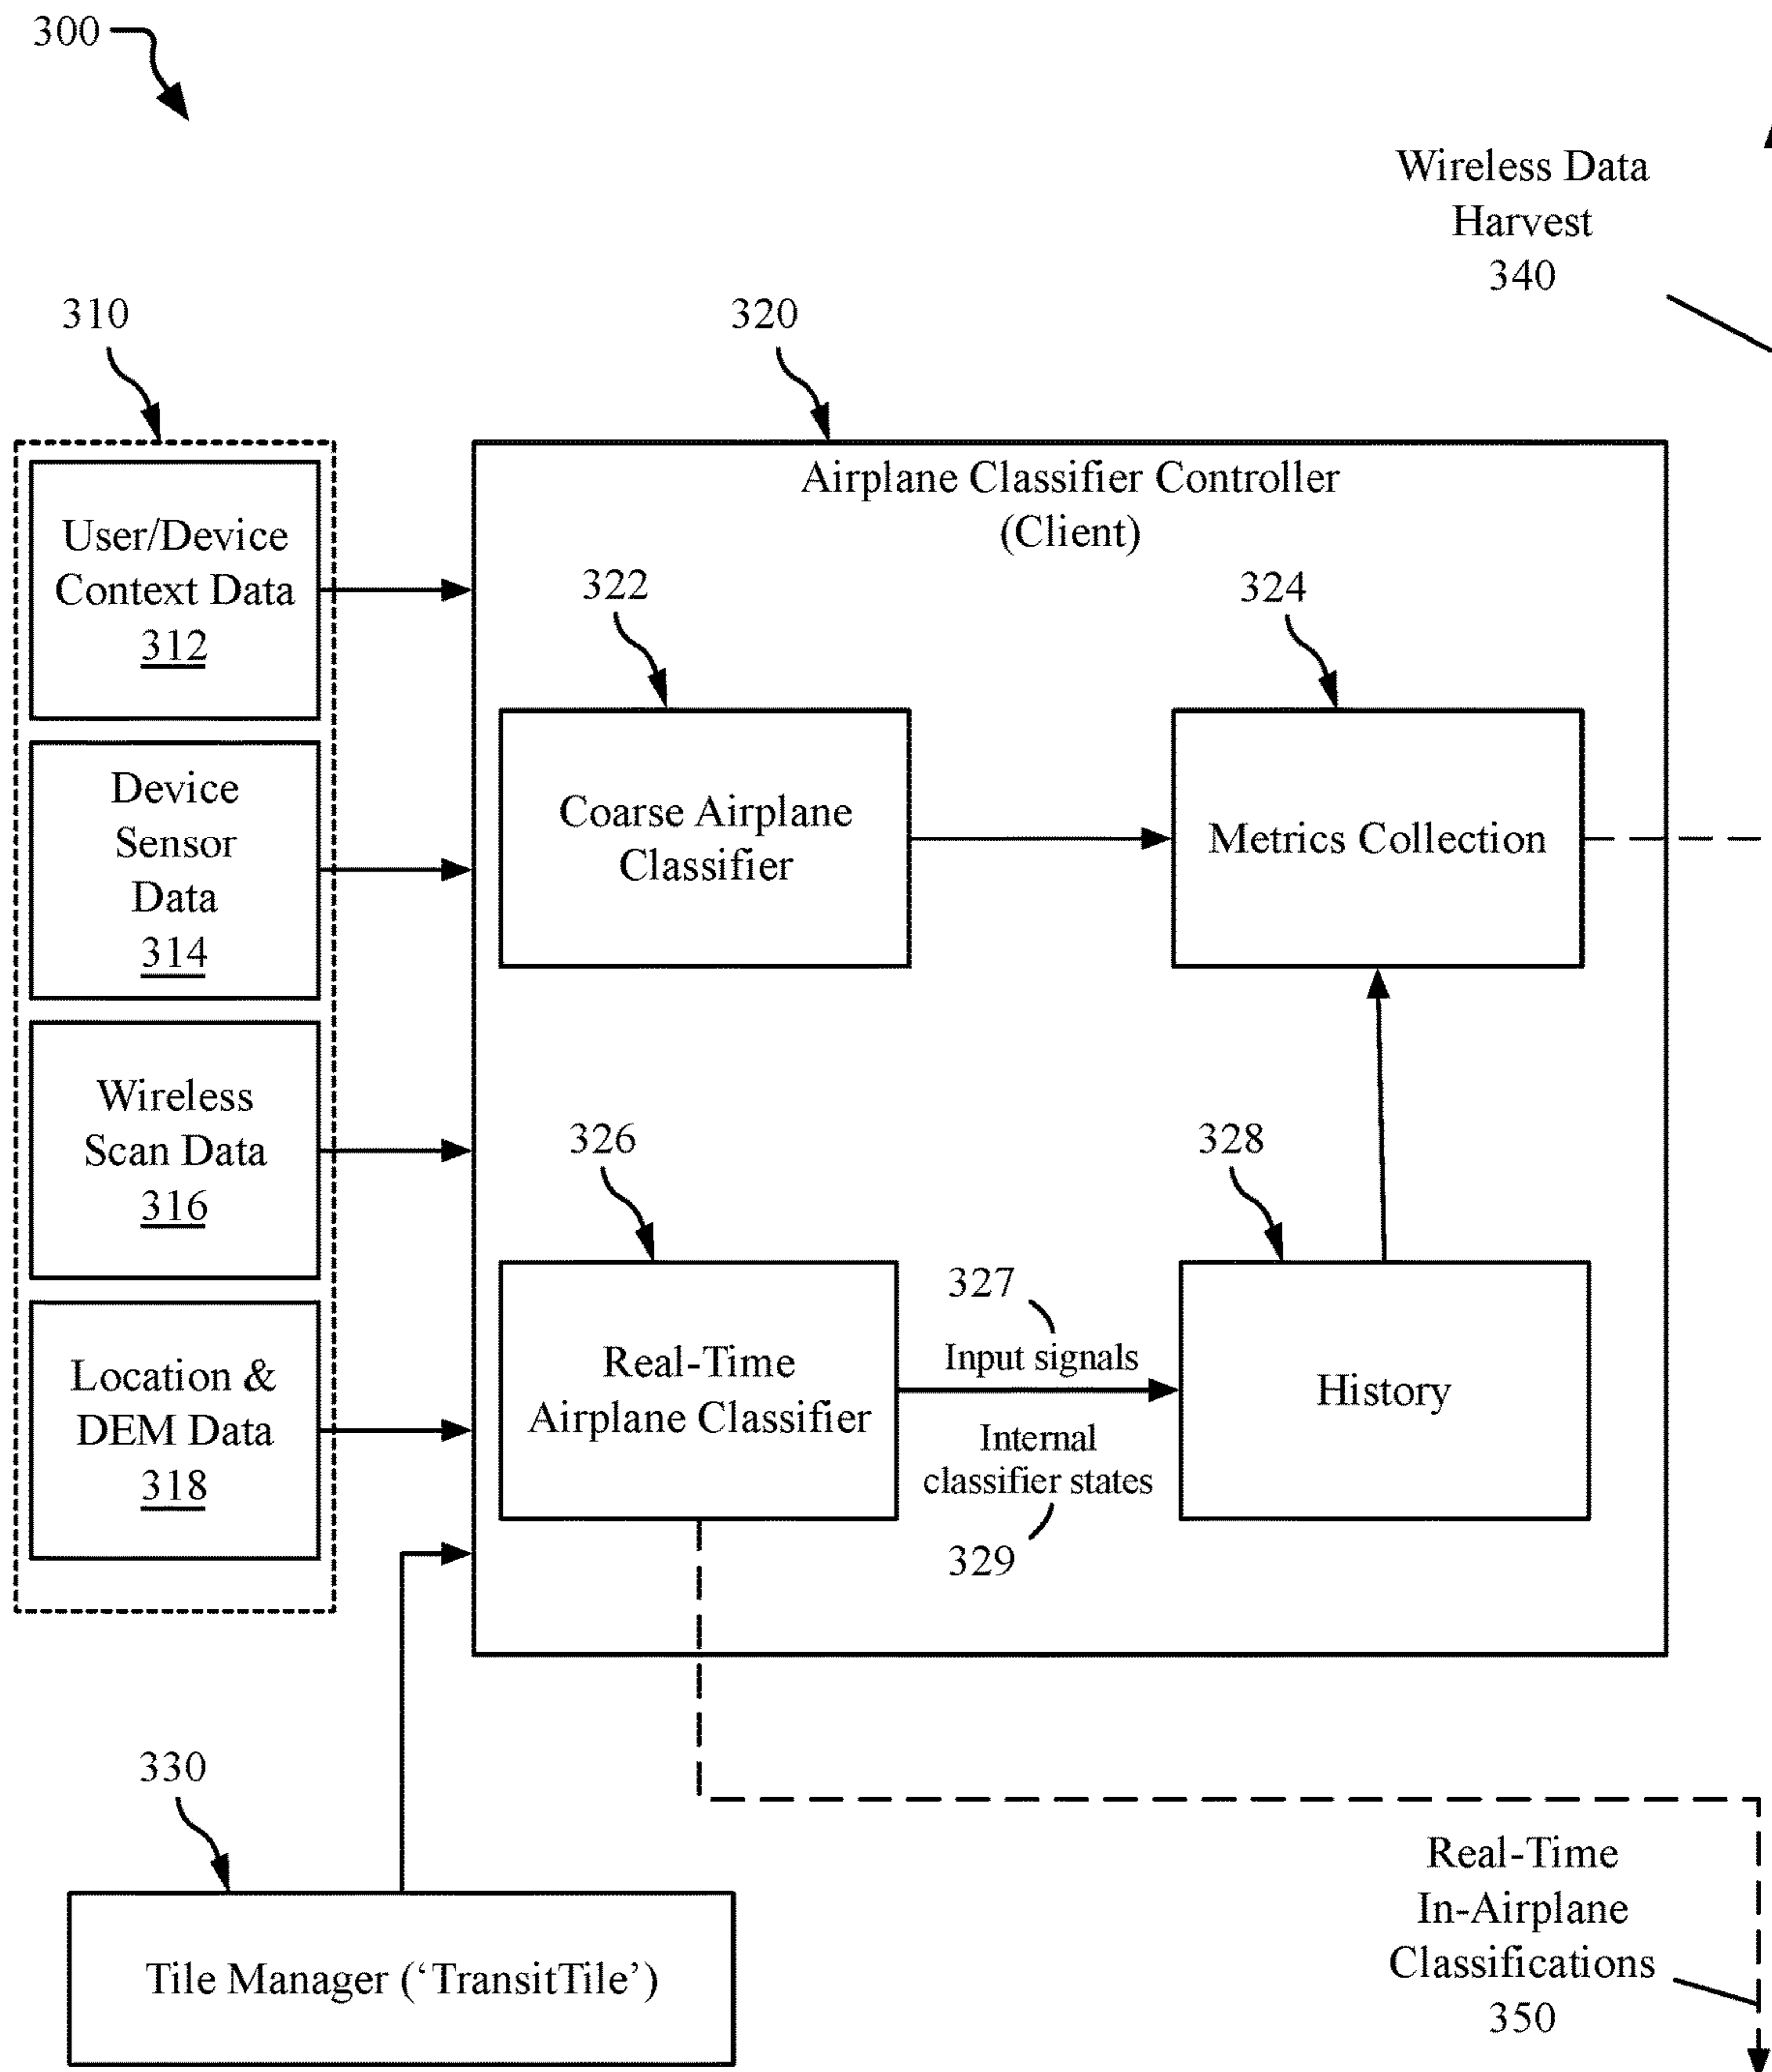 300
Wireless Data
Harvest
340
310
320
User/Device
Context Data
312
Device
Sensor
Data
314
Wireless
Scan Data
316
Location &
DEM Data
318
Airplane Classifier Controller
(Client)
322
324
Coarse Airplane
Classifier
Metrics Collection
326
327
328
Real-Time
Airplane Classifier
Input signals
Internal
classifier states
329
History
330
Tile Manager (‘TransitTile’)
Real-Time
In-Airplane
Classifications
350